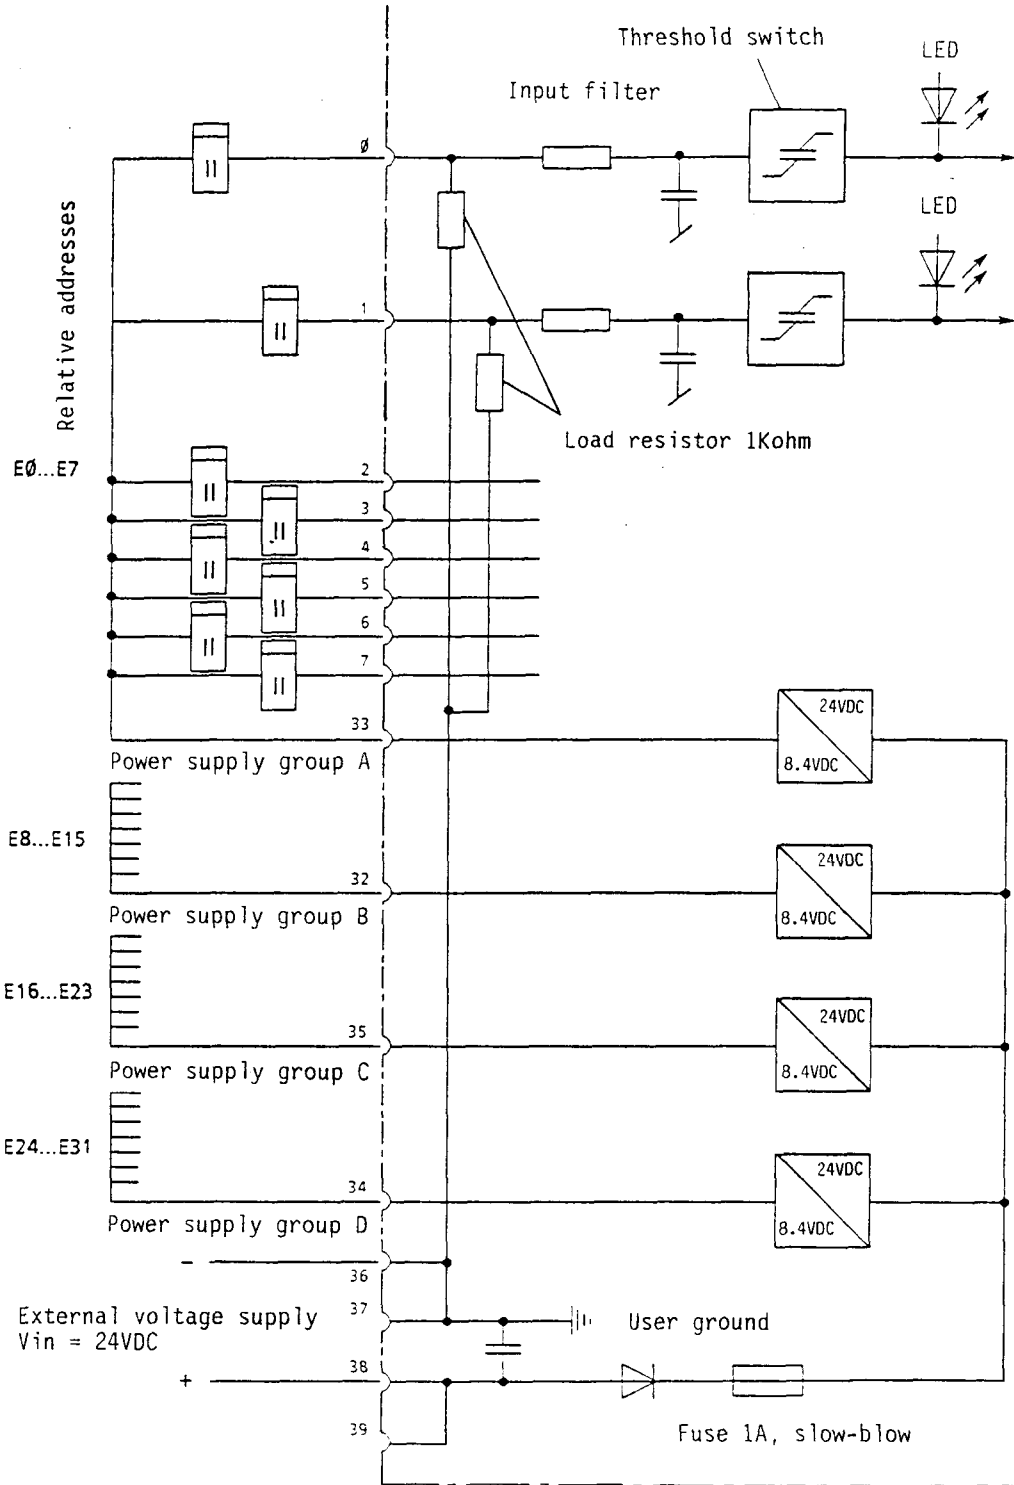 Threshold switch
LED
Input filter
Ø
LED
Relative addresses
1
Load resistor 1Kohm
EØ...E7
2
3
4
5
6
7
33
24VDC
8.4VDC
Power supply group A
E8...E15
32
24VDC
8.4VDC
Power supply group B
E16...E23
35
24VDC
8.4VDC
Power supply group C
E24...E31
34
24VDC
8.4VDC
Power supply group D
-
36
External voltage supply
Vin = 24VDC
37
User ground
+
38
39
Fuse 1A, slow-blow